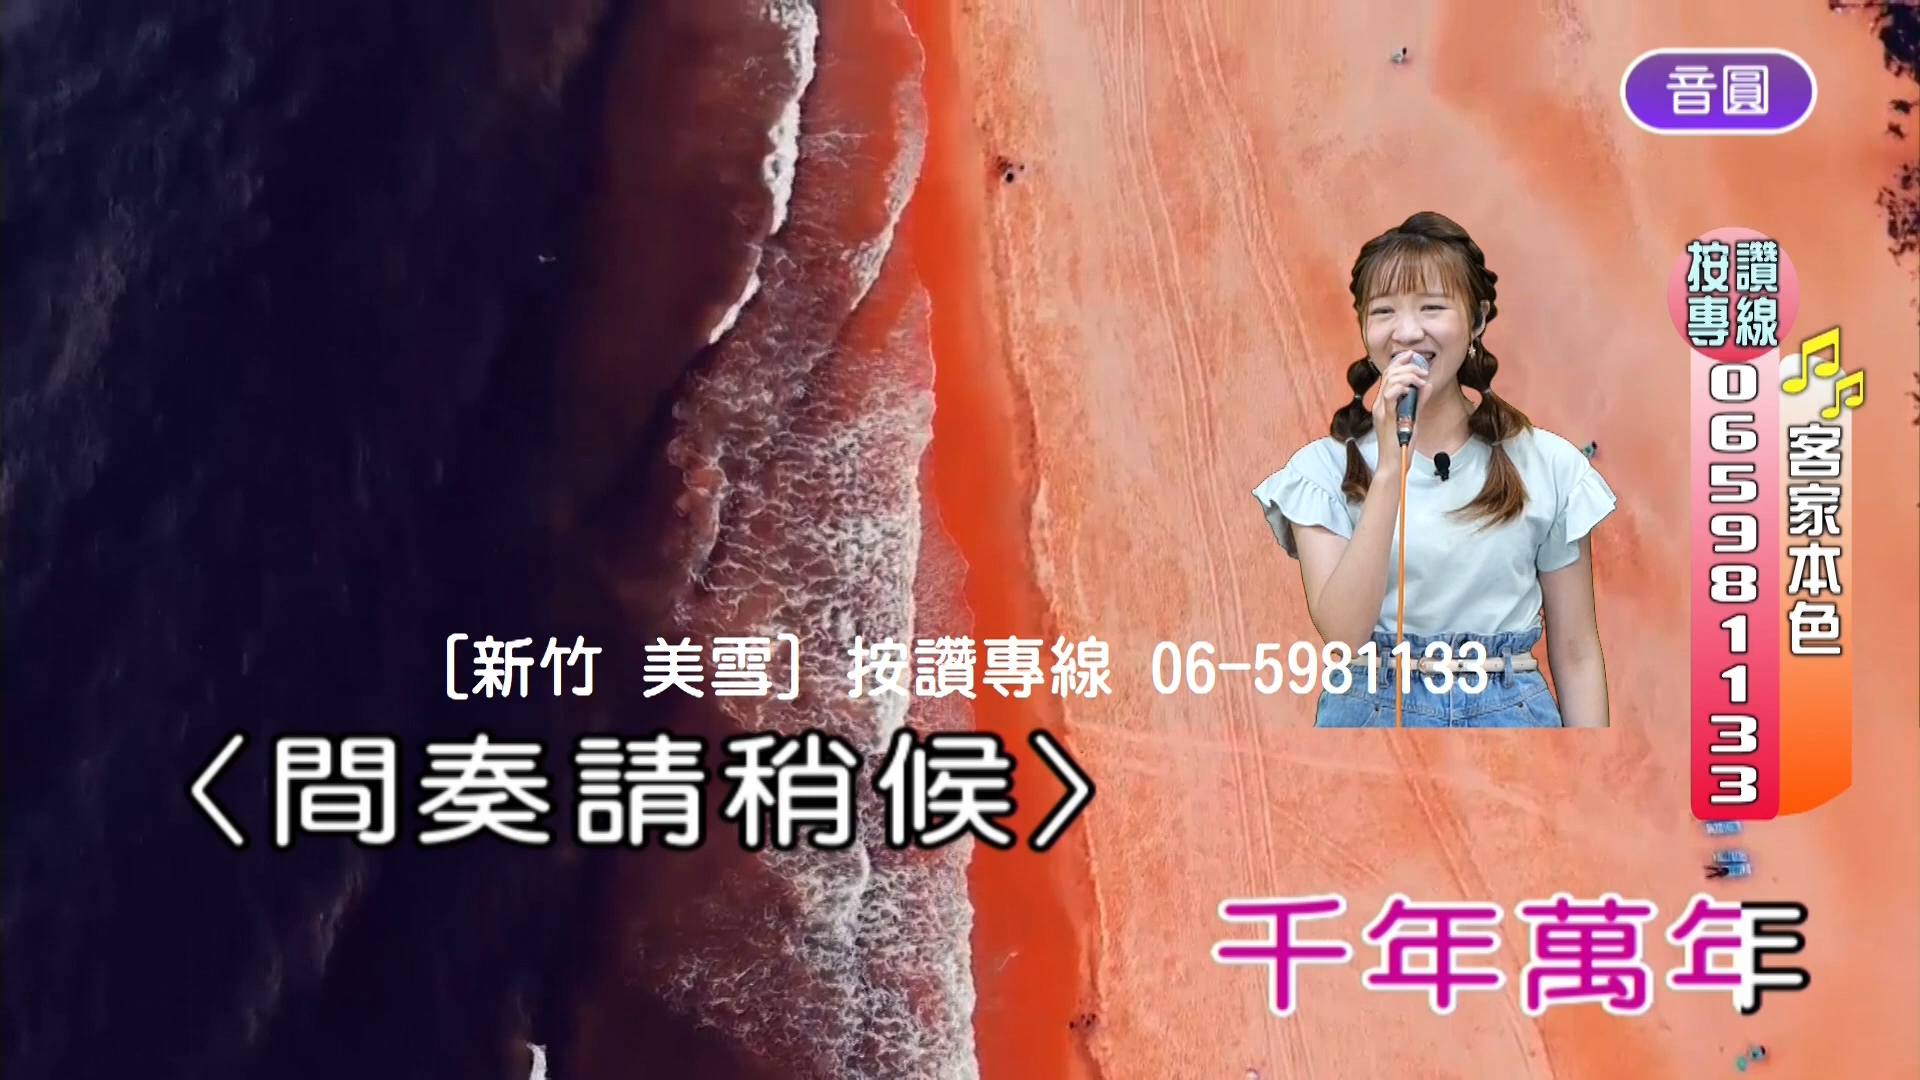 音圓
按讚
專線
065981133
客家本色
[新竹 美雪] 按讚專線 06-5981133
〈間奏請稍候〉
千年萬年